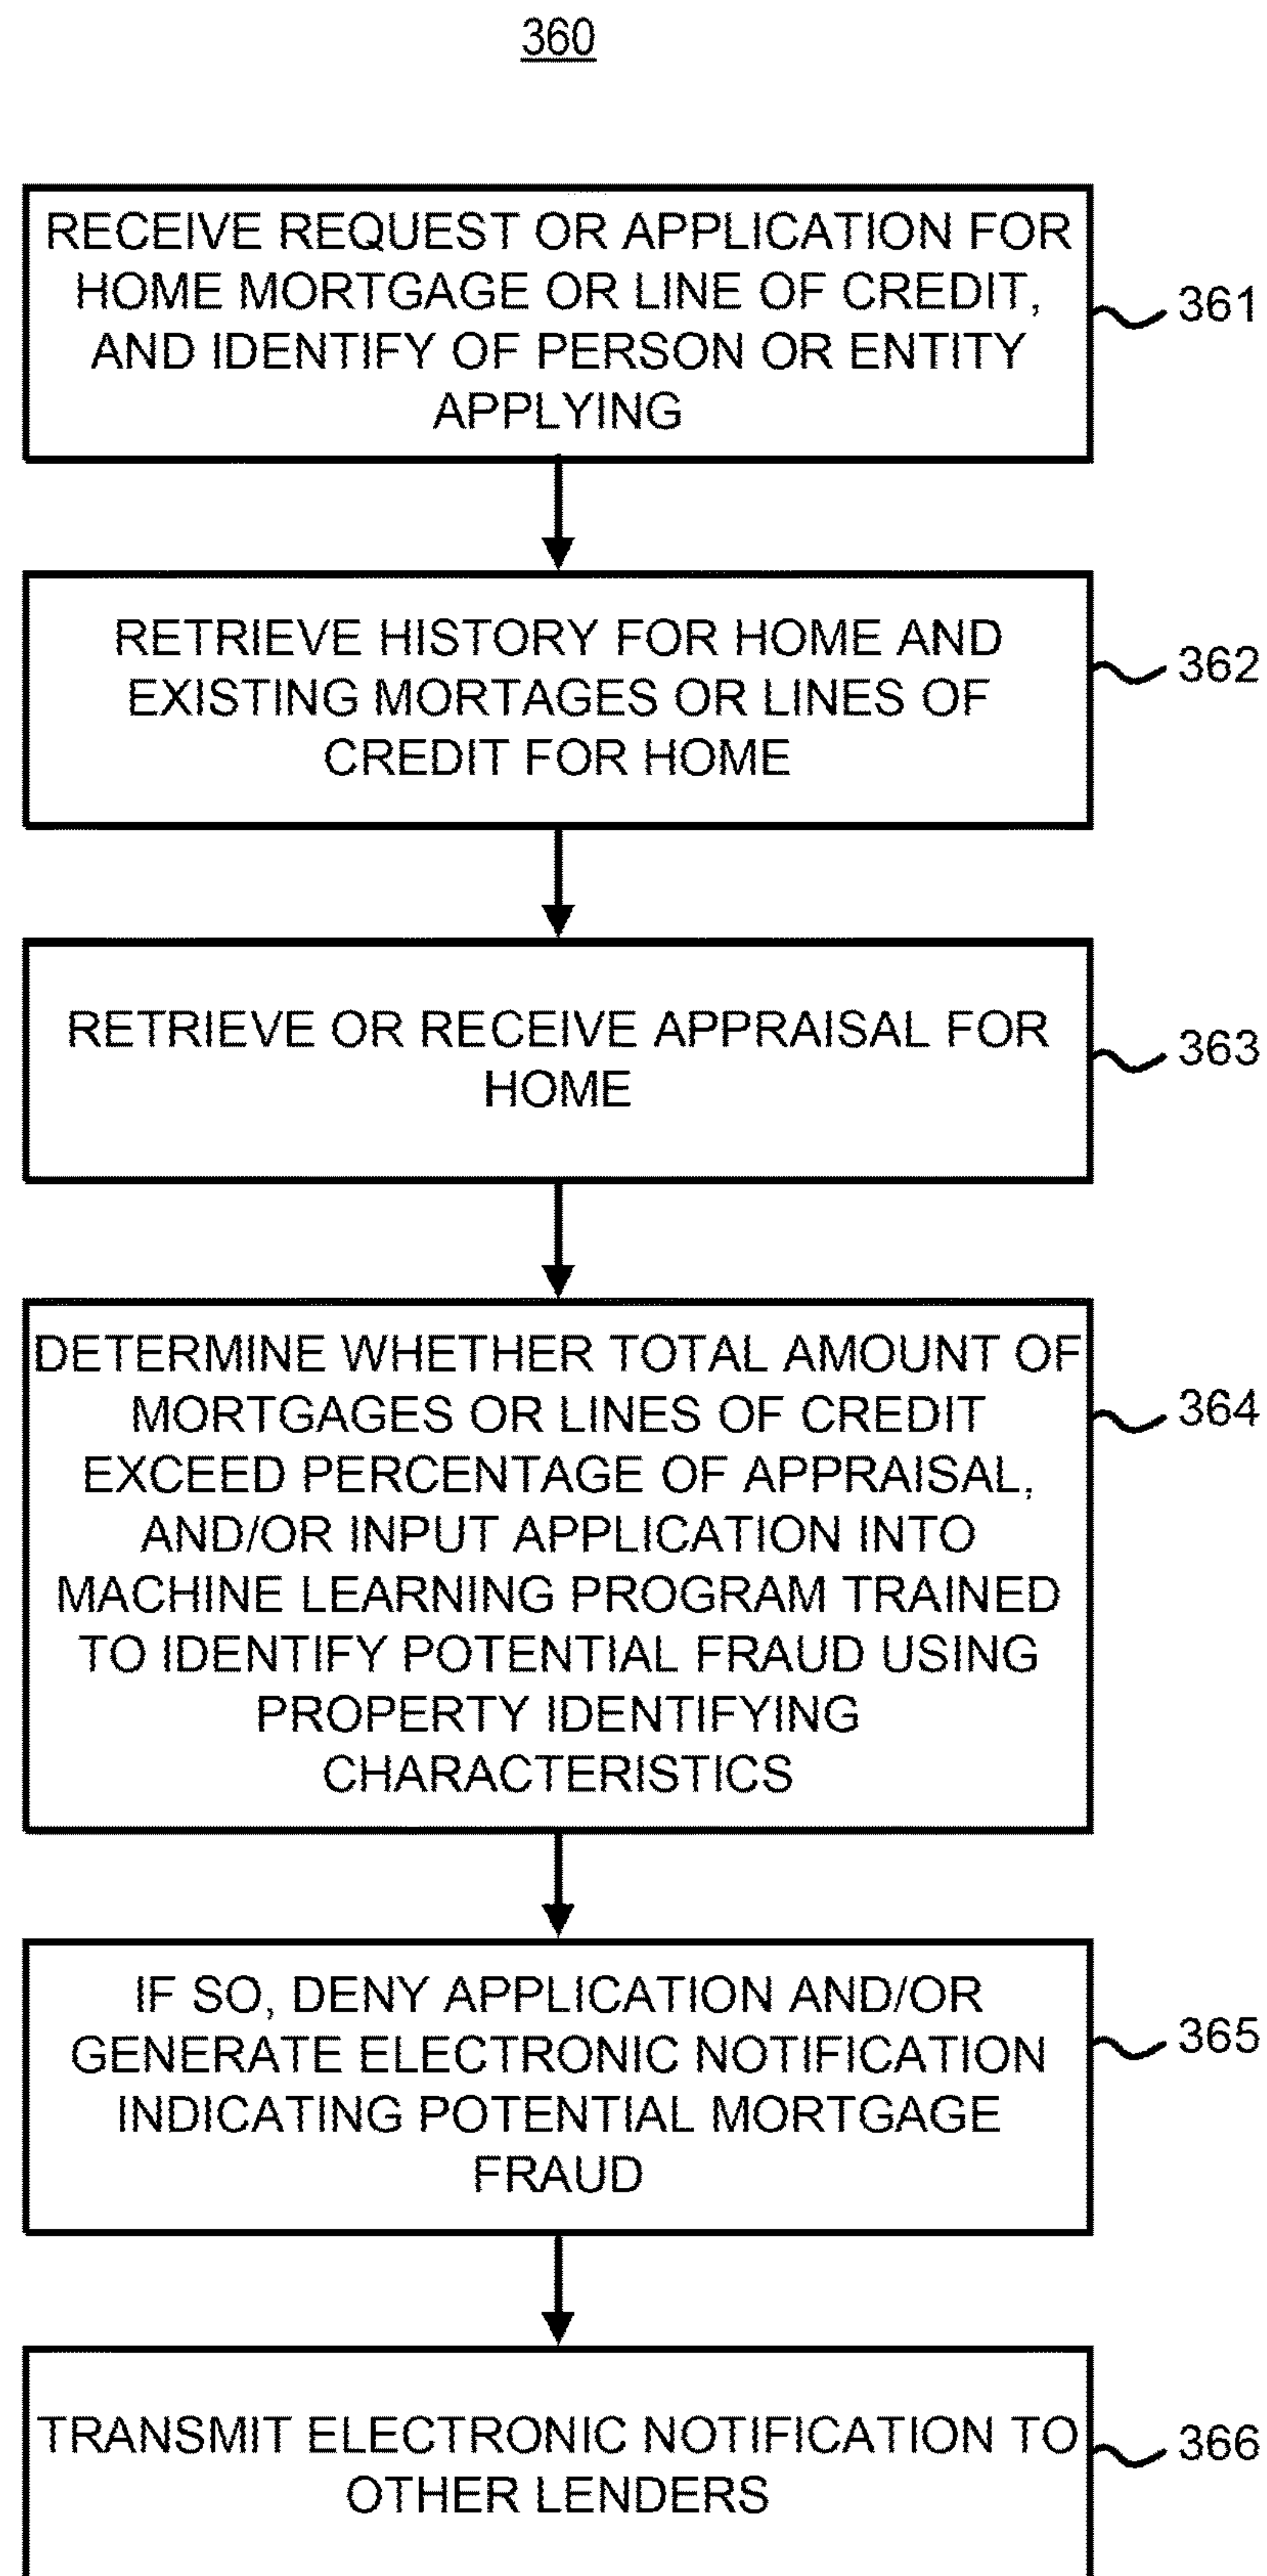 360
RECEIVE REQUEST OR APPLICATION FOR
HOME MORTGAGE OR LINE OF CREDIT,
AND IDENTIFY OF PERSON OR ENTITY
APPLYING
361
RETRIEVE HISTORY FOR HOME AND
EXISTING MORTAGES OR LINES OF
CREDIT FOR HOME
362
RETRIEVE OR RECEIVE APPRAISAL FOR
HOME
363
DETERMINE WHETHER TOTAL AMOUNT OF
MORTGAGES OR LINES OF CREDIT
EXCEED PERCENTAGE OF APPRAISAL,
AND/OR INPUT APPLICATION INTO
MACHINE LEARNING PROGRAM TRAINED
TO IDENTIFY POTENTIAL FRAUD USING
PROPERTY IDENTIFYING
CHARACTERISTICS
364
IF SO, DENY APPLICATION AND/OR
GENERATE ELECTRONIC NOTIFICATION
INDICATING POTENTIAL MORTGAGE
FRAUD
365
TRANSMIT ELECTRONIC NOTIFICATION TO
OTHER LENDERS
366